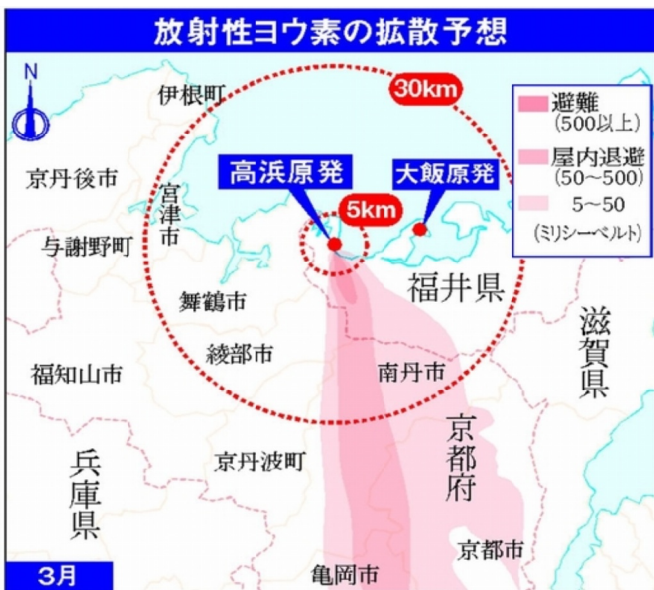 放射性ヨウ素の拡散予想
N
伊根町
30km
避難
(500以上)
屋内退避
(50〜500)
5〜50
(ミリシーベルト)
京丹後市
宮津市
高浜原発
大飯原発
5km
与謝野町
舞鶴市
福井県
滋賀県
綾部市
福知山市
南丹市
京都府
兵庫県
京丹波町
京都市
3月
亀岡市